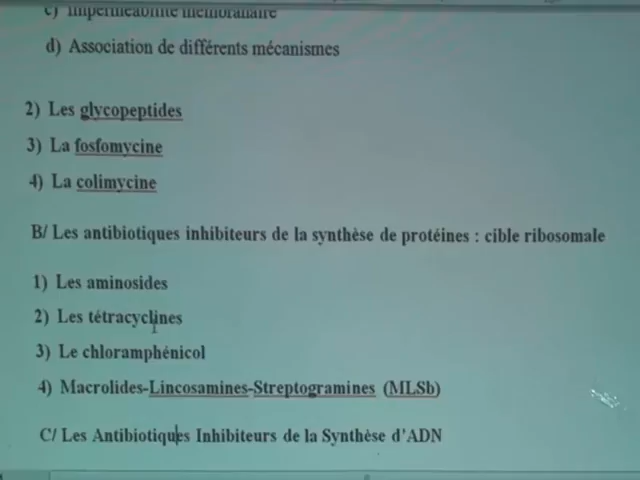 c) Imperméabilité membranaire
d) Association de différents mécanismes
2) Les glycopeptides
3) La fosfomycine
4) La colimycine
B/ Les antibiotiques inhibiteurs de la synthèse de protéines : cible ribosomale
1) Les aminosides
2) Les tétracyclines
3) Le chloramphénicol
4) Macrolides-Lincosamines-Streptogramines (MLSb)
C/ Les Antibiotiques Inhibiteurs de la Synthèse d'ADN